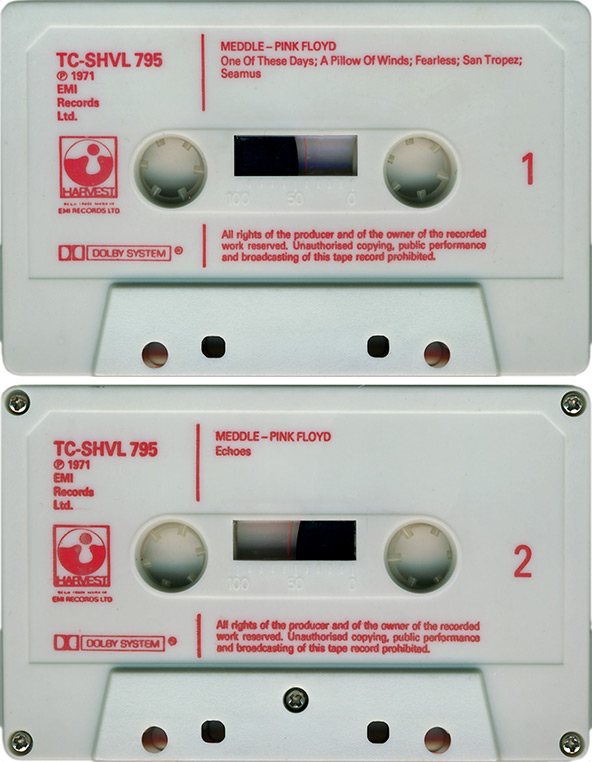 TC-SHVL 795
℗ 1971
EMI
Records
Ltd.
MEDDLE – PINK FLOYD
One Of These Days; A Pillow Of Winds; Fearless; San Tropez;
Seamus
HARVEST
EMI RECORDS LTD
1
100 50 0
DOLBY SYSTEM ®
All rights of the producer and of the owner of the recorded
work reserved. Unauthorised copying, public performance
and broadcasting of this tape record prohibited.
TC-SHVL 795
℗ 1971
EMI
Records
Ltd.
MEDDLE – PINK FLOYD
Echoes
HARVEST
EMI RECORDS LTD
2
100 50 0
DOLBY SYSTEM ®
All rights of the producer and of the owner of the recorded
work reserved. Unauthorised copying, public performance
and broadcasting of this tape record prohibited.